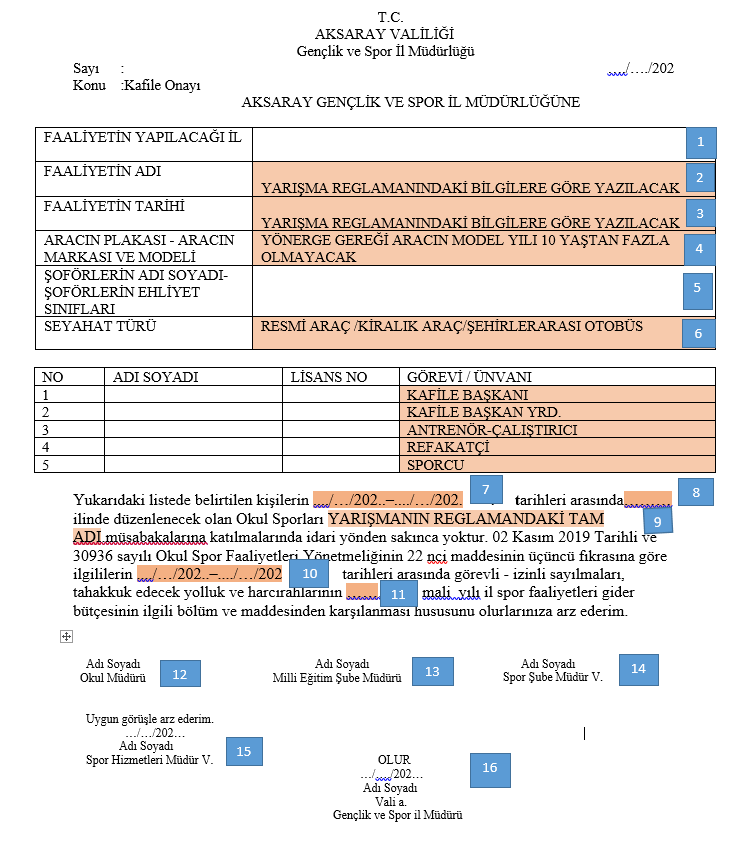 T.C.
AKSARAY VALİLİĞİ
Gençlik ve Spor İl Müdürlüğü
Sayı : …./…./202
Konu :Kafile Onayı
AKSARAY GENÇLİK VE SPOR İL MÜDÜRLÜĞÜNE
FAALİYETİN YAPILACAĞI İL 1
FAALİYETİN ADI YARIŞMA REGLAMANINDAKİ BİLGİLERE GÖRE YAZILACAK 2
FAALİYETİN TARİHİ YARIŞMA REGLAMANINDAKİ BİLGİLERE GÖRE YAZILACAK 3
ARACIN PLAKASI - ARACIN YÖNERGE GEREĞİ ARACIN MODEL YILI 10 YAŞTAN FAZLA 4
MARKASI VE MODELİ OLMAYACAK
ŞOFÖRLERİN ADI SOYADI- 5
ŞOFÖRLERİN EHLİYET
SINIFLARI
SEYAHAT TÜRÜ RESMİ ARAÇ /KİRALIK ARAÇ/ŞEHİRLERARASI OTOBÜS 6
NO ADI SOYADI LİSANS NO GÖREVİ / ÜNVANI
1 KAFİLE BAŞKANI
2 KAFİLE BAŞKAN YRD.
3 ANTRENÖR-ÇALIŞTIRICI
4 REFAKATÇİ
5 SPORCU
Yukarıdaki listede belirtilen kişilerin …/…/202..–..../…/202. 7 tarihleri arasında……… 8
ilinde düzenlenecek olan Okul Sporları YARIŞMANIN REGLAMANDAKİ TAM 9
ADI müsabakalarına katılmalarında idari yönden sakınca yoktur. 02 Kasım 2019 Tarihli ve
30936 sayılı Okul Spor Faaliyetleri Yönetmeliğinin 22 nci maddesinin üçüncü fıkrasına göre
ilgililerin …/…/202..–..../…/202 10 tarihleri arasında görevli - izinli sayılmaları,
tahakkuk edecek yolluk ve harcırahlarının …… 11 mali yılı il spor faaliyetleri gider
bütçesinin ilgili bölüm ve maddesinden karşılanması hususunu olurlarınıza arz ederim.
Adı Soyadı Adı Soyadı Adı Soyadı
Okul Müdürü 12 Milli Eğitim Şube Müdürü 13 Spor Şube Müdür V. 14
Uygun görüşle arz ederim.
…/…/202…
Adı Soyadı
Spor Hizmetleri Müdür V. 15
OLUR 16
…/…./202…
Adı Soyadı
Vali a.
Gençlik ve Spor il Müdürü